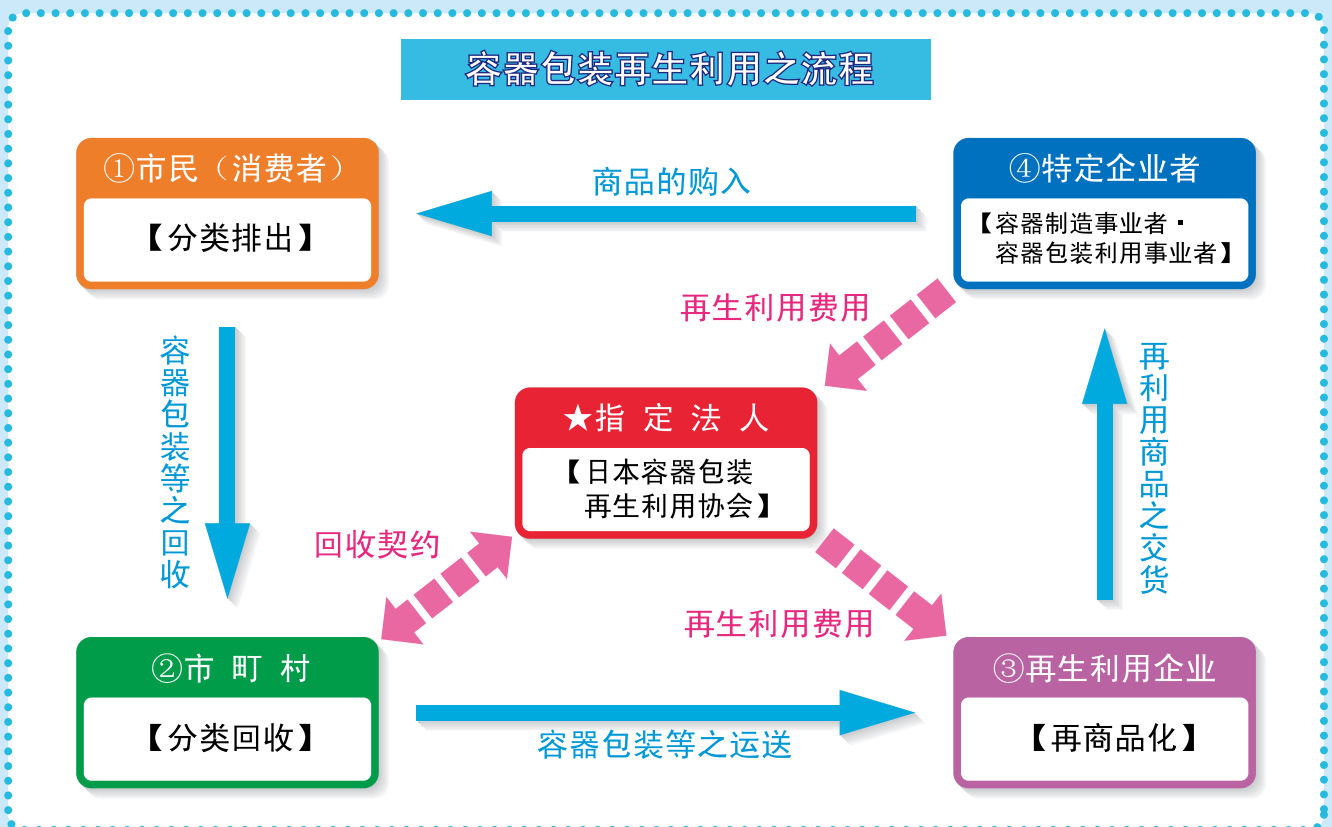 容器包装再生利用之流程
①市民（消费者）
【分类排出】
商品的购入
④特定企业者
【容器制造事业者・
容器包装利用事业者】
再生利用费用
容器包装等之回收
★指 定 法 人
【日本容器包装
再生利用协会】
再利用商品之交货
回收契约
再生利用费用
②市 町 村
【分类回收】
容器包装等之运送
③再生利用企业
【再商品化】